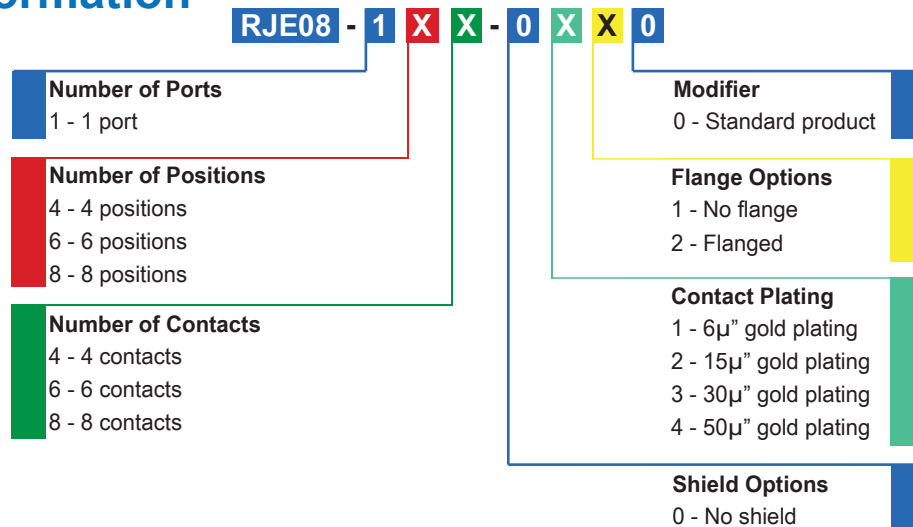 ormation
RJE08 - 1 X X - 0 X X 0
Number of Ports
1 - 1 port
Number of Positions
4 - 4 positions
6 - 6 positions
8 - 8 positions
Number of Contacts
4 - 4 contacts
6 - 6 contacts
8 - 8 contacts
Modifier
0 - Standard product
Flange Options
1 - No flange
2 - Flanged
Contact Plating
1 - 6µ” gold plating
2 - 15µ” gold plating
3 - 30µ” gold plating
4 - 50µ” gold plating
Shield Options
0 - No shield